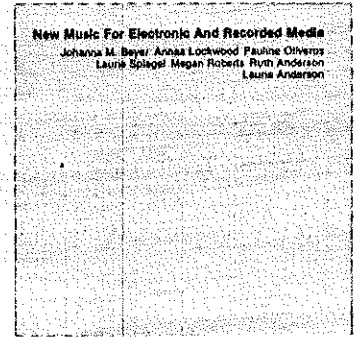 New Music For Electronic And Recorded Media
Johanna M. Beyer Annea Lockwood Pauline Oliveros
Laurie Spiegel Megan Roberts Ruth Anderson
Laurie Anderson